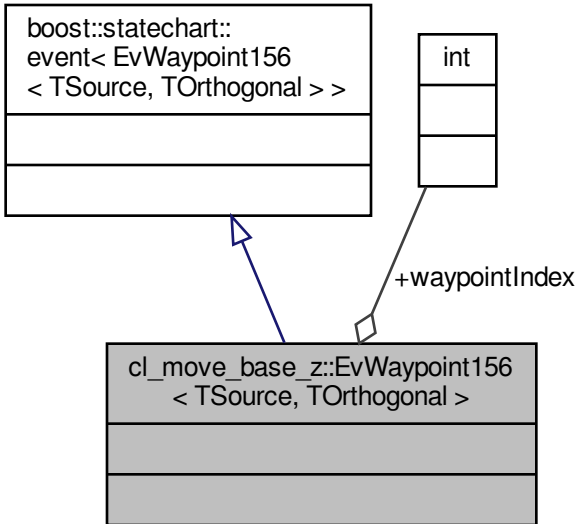 boost::statechart::
event< EvWaypoint156
< TSource, TOrthogonal > >
int
+waypointIndex
cl_move_base_z::EvWaypoint156
< TSource, TOrthogonal >